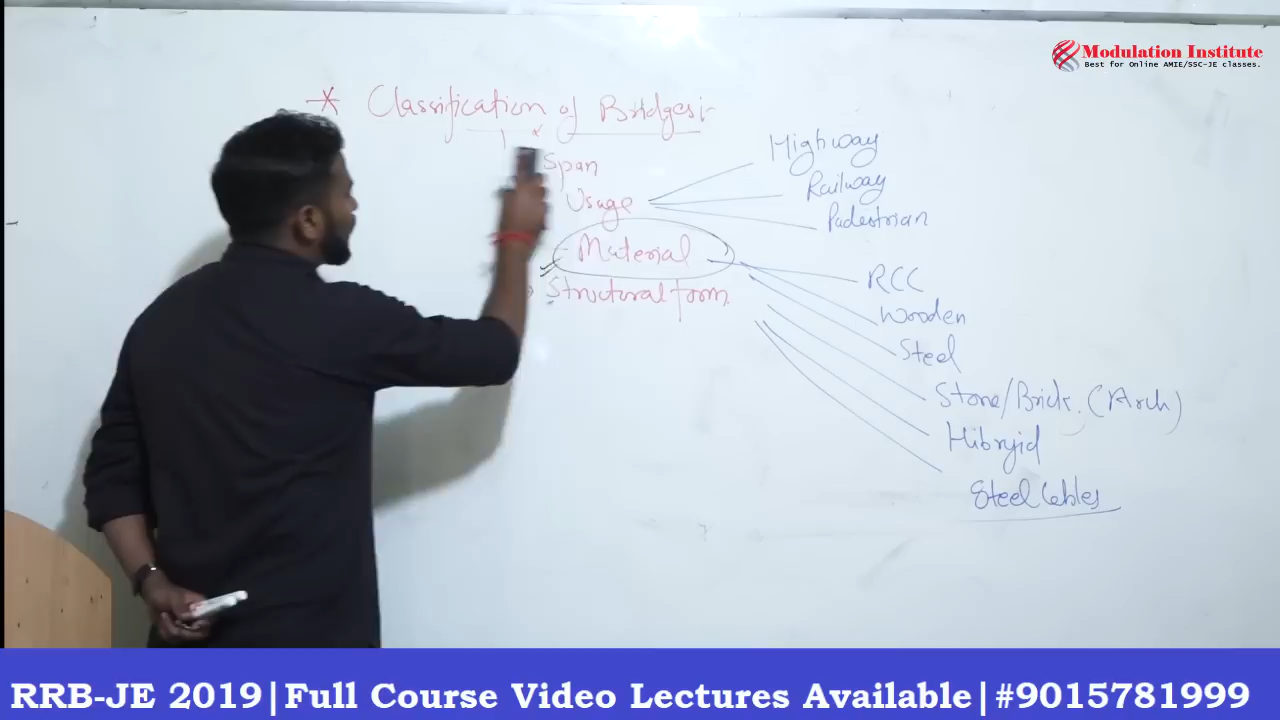 Modulation Institute
Best for Online AMIE/SSC-JE classes.
* Classification of Bridges:-
Span
Usage
Material
Structural form
Highway
Railway
Padestrian
RCC
Wooden
Steel
Stone/Brick. (Arch)
Hibryid
Steel Cables
RRB-JE 2019|Full Course Video Lectures Available|#9015781999